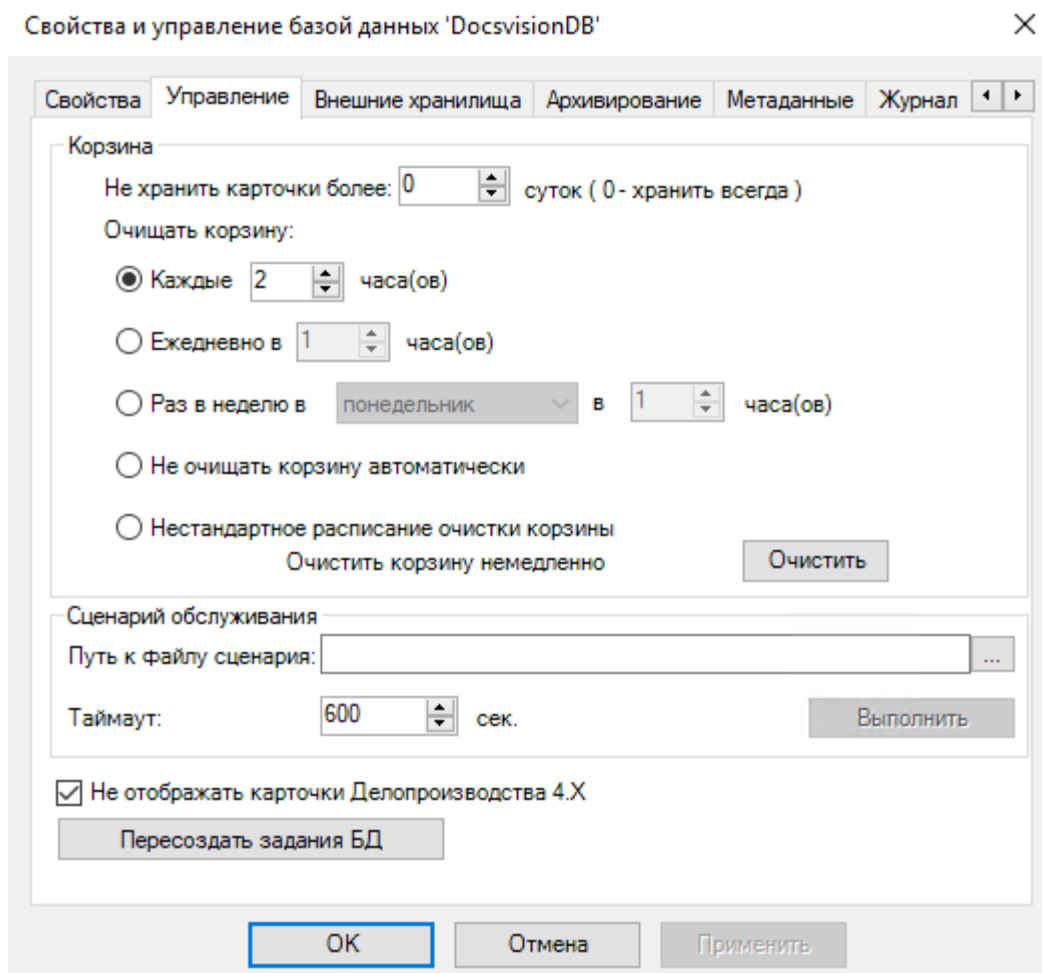 Свойства и управление базой данных 'DocsvisionDB'
Свойства Управление Внешние хранилища Архивирование Метаданные Журнал
Корзина
Не хранить карточки более: 0 суток ( 0 - хранить всегда )
Очищать корзину:
Каждые 2 часа(ов)
Ежедневно в 1 часа(ов)
Раз в неделю в понедельник в 1 часа(ов)
Не очищать корзину автоматически
Нестандартное расписание очистки корзины
Очистить корзину немедленно Очистить
Сценарий обслуживания
Путь к файлу сценария: ...
Таймаут: 600 сек. Выполнить
Не отображать карточки Делопроизводства 4.X
Пересоздать задания БД
OK Отмена Применить